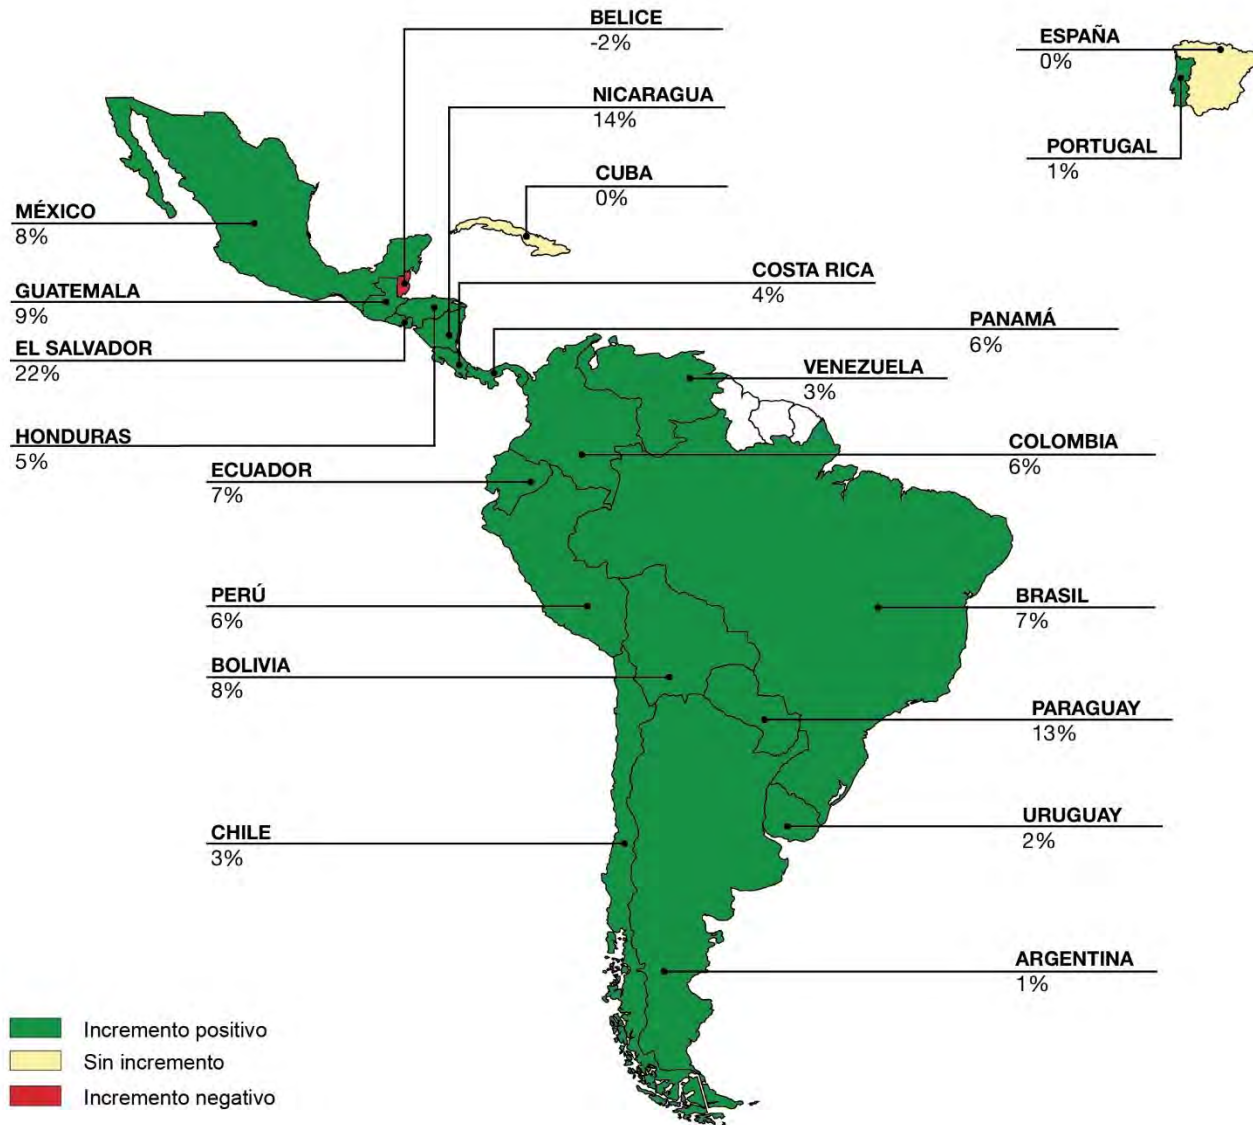 BELICE
-2%
ESPAÑA
0%
NICARAGUA
14%
PORTUGAL
1%
CUBA
0%
MÉXICO
8%
COSTA RICA
4%
GUATEMALA
9%
PANAMÁ
6%
EL SALVADOR
22%
VENEZUELA
3%
HONDURAS
5%
COLOMBIA
6%
ECUADOR
7%
PERÚ
6%
BRASIL
7%
BOLIVIA
8%
PARAGUAY
13%
URUGUAY
2%
CHILE
3%
ARGENTINA
1%
Incremento positivo
Sin incremento
Incremento negativo